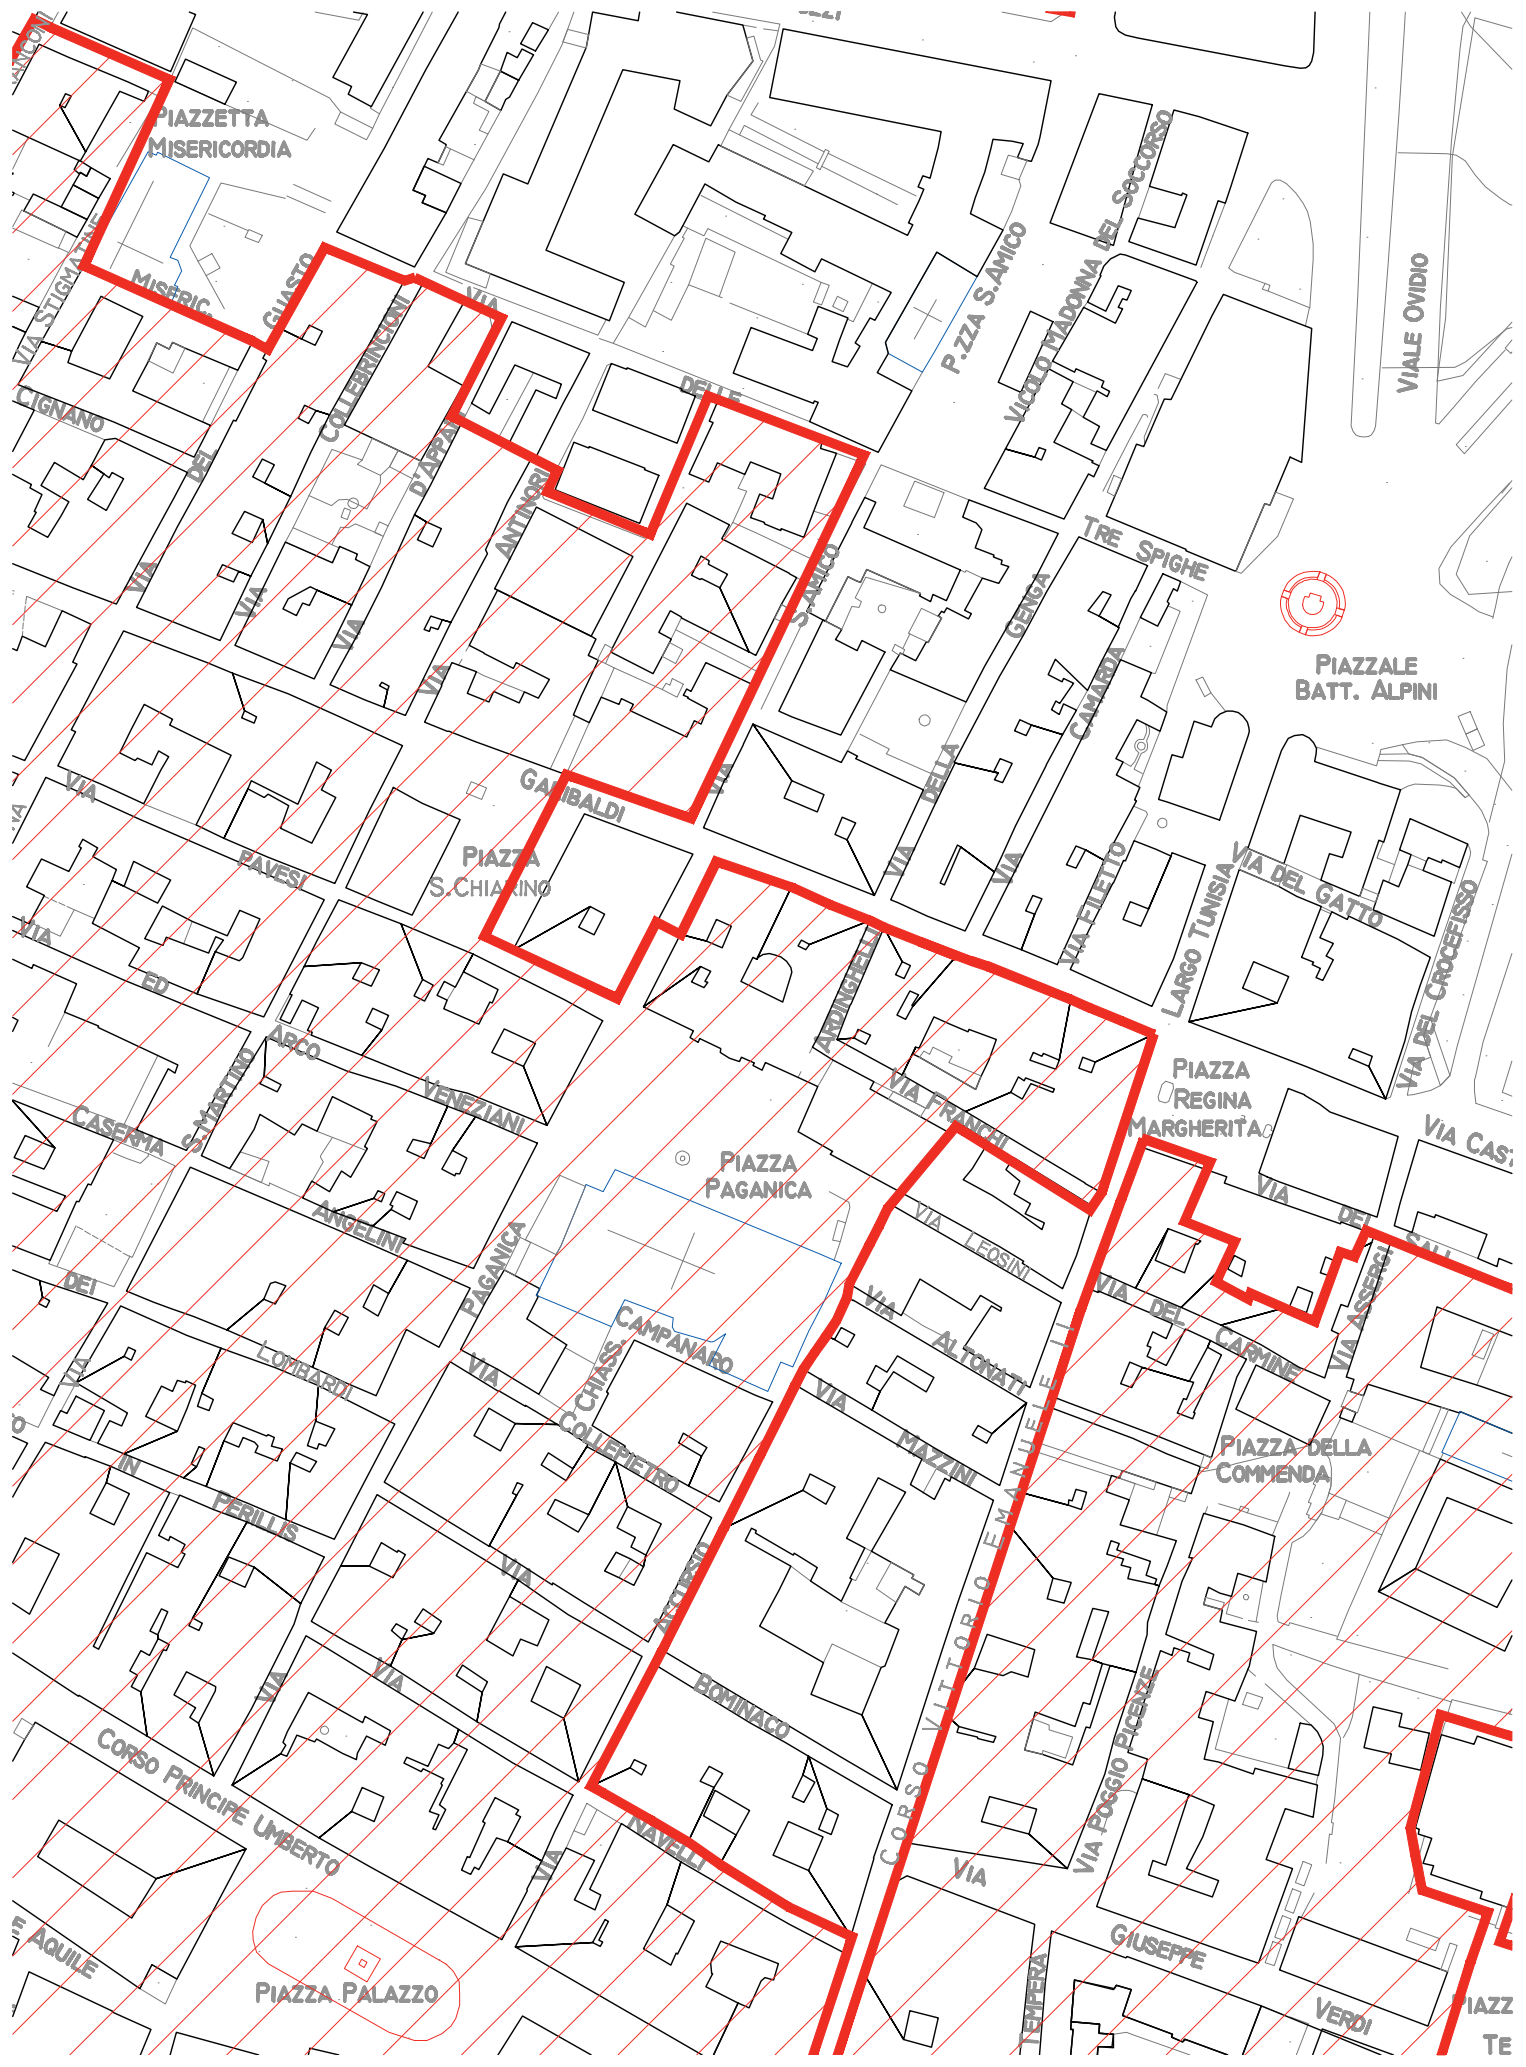 PIAZZETTA
MISERICORDIA
VIA STIGMATINE
MISERIC.
GUASTO
VIA
COLLEBRINCIONI
P.ZZA S.AMICO
VICOLO MADONNA DEL SOCCORSO
VIALE OVIDIO
DELLE
CIGNANO
DEL
D'APPARI
ANTINORI
TRE SPIGHE
VIA
VIA
VIA
VIA
S.AMICO
GENGA
CAMARDA
PIAZZALE
BATT. ALPINI
VIA
GARIBALDI
VIA
DELLA
PAVESI
PIAZZA
S.CHIARINO
VIA
VIA
VIA FILETTO
LARGO TUNISIA
VIA DEL GATTO
VIA DEL CROCEFISSO
VIA
ED
ARCO
VENEZIANI
ARDINGHELLI
VIA FRANCHI
PIAZZA
REGINA
MARGHERITA
CASERMA
S.MARTINO
PIAZZA
PAGANICA
VIA CAST
VIA
DEI
SALI
ANGELINI
PAGANICA
VIA
LEOSINI
DEI
VIA
ALTONATI
VIA DEL CARMINE
VIA ASSERGI
CAMPANARO
CHIASS.
LOMBARDI
VIA
VIA
COLLEPIETRO
VIA
MAZZINI
PIAZZA DELLA
COMMENDA
IN
PERILLIS
VIA
ACCURSIO
CORSO VITTORIO EMANUELE II
VIA
VIA
BOMINACO
VIA POGGIO PICENZE
CORSO PRINCIPE UMBERTO
VIA
NAVELLI
VIA
GIUSEPPE
VERDI
TEMPERA
AQUILE
PIAZZA PALAZZO
PIAZZ
TE